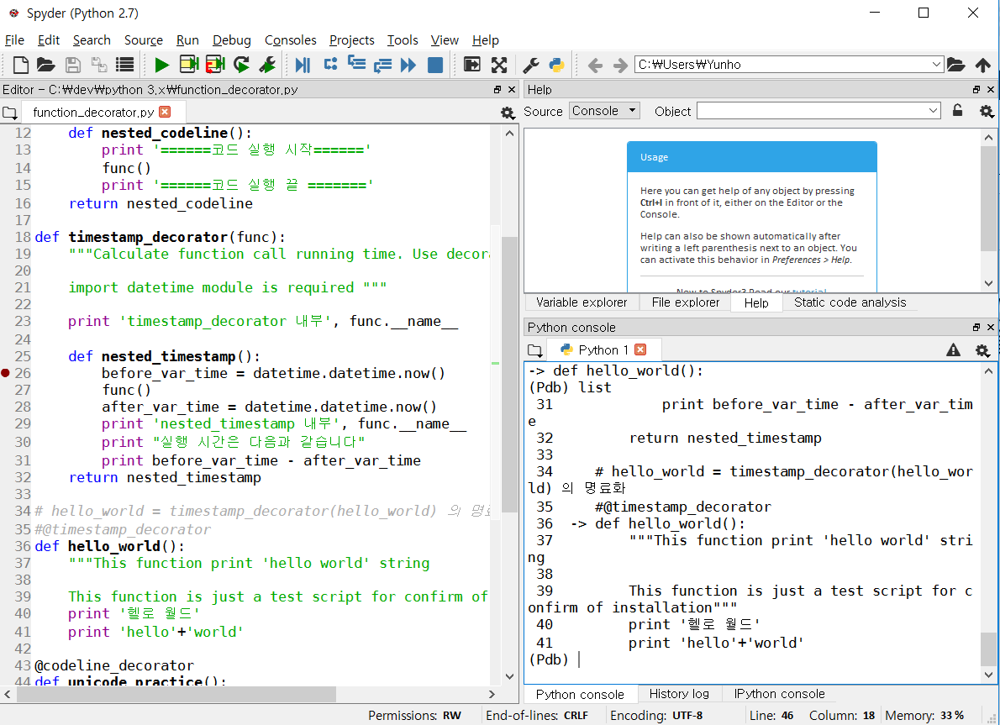 Spyder (Python 2.7)
File Edit Search Source Run Debug Consoles Projects Tools View Help
C:₩Users₩Yunho
Editor - C:₩dev₩python 3.x₩function_decorator.py
function_decorator.py
12 def nested_codeline():
13 print '======코드 실행 시작======'
14 func()
15 print '======코드 실행 끝 ======='
16 return nested_codeline
17
18 def timestamp_decorator(func):
19 """Calculate function call running time. Use decor
20
21 import datetime module is required """
22
23 print 'timestamp_decorator 내부', func.__name__
24
25 def nested_timestamp():
26 before_var_time = datetime.datetime.now()
27 func()
28 after_var_time = datetime.datetime.now()
29 print 'nested_timestamp 내부', func.__name__
30 print "실행 시간은 다음과 같습니다"
31 print before_var_time - after_var_time
32 return nested_timestamp
33
34 # hello_world = timestamp_decorator(hello_world) 의
35 #@timestamp_decorator
36 def hello_world():
37 """This function print 'hello world' string
38
39 This function is just a test script for confirm of
40 print '헬로 월드'
41 print 'hello'+'world'
42
43 @codeline_decorator
44 def unicode_practice():
Help
Source Console Object
Usage
Here you can get help of any object by pressing
Ctrl+I in front of it, either on the Editor or the
Console.
Help can also be shown automatically after
writing a left parenthesis next to an object. You
can activate this behavior in Preferences > Help.
New to Spyder? Read our tutorial
Variable explorer File explorer Help Static code analysis
Python console
Python 1
-> def hello_world():
(Pdb) list
31 print before_var_time - after_var_tim
e
32 return nested_timestamp
33
34 # hello_world = timestamp_decorator(hello_wor
ld) 의 명료화
35 #@timestamp_decorator
36 -> def hello_world():
37 """This function print 'hello world' stri
ng
38
39 This function is just a test script for c
onfirm of installation"""
40 print '헬로 월드'
41 print 'hello'+'world'
(Pdb)
Python console History log IPython console
Permissions: RW End-of-lines: CRLF Encoding: UTF-8 Line: 46 Column: 18 Memory: 33 %